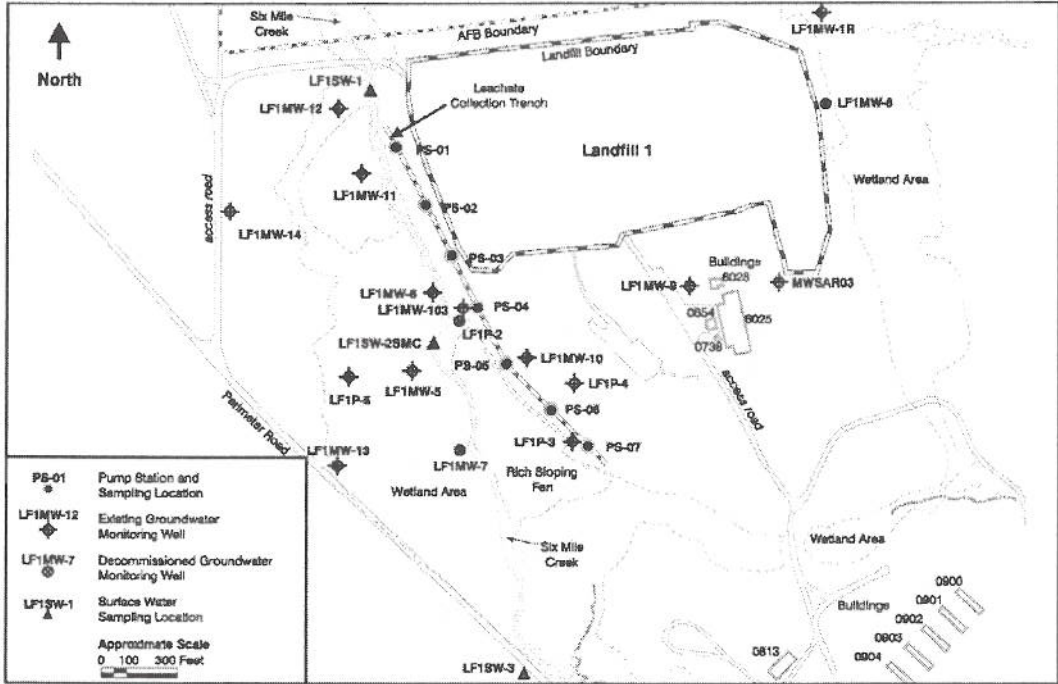 Six Mile
Creek
AFB Boundary
LF1MW-1R
North
Landfill Boundary
LF1SW-1
Leachate
Collection Trench
LF1MW-12
LF1MW-8
PS-01
Landfill 1
LF1MW-11
Wetland Area
access road
PS-02
LF1MW-14
PS-03
Buildings
6028
LF1MW-9
MWSAR03
LF1MW-6
LF1MW-103
PS-04
0654
6025
LF1P-2
LF1SW-2SMC
0738
PS-05
LF1MW-10
LF1MW-5
LF1P-4
access road
Perimeter Road
PS-06
LF1P-3
PS-07
LF1MW-13
LF1MW-7
Rich Sloping
Fen
Wetland Area
PS-01
Pump Station and
Sampling Location
LF1MW-12
Existing Groundwater
Monitoring Well
LF1MW-7
Decommissioned Groundwater
Monitoring Well
LF1SW-1
Surface Water
Sampling Location
Approximate Scale
0 100 300 Feet
Six Mile
Creek
Wetland Area
Buildings
0900
0901
0902
0903
0904
0813
LF1SW-3